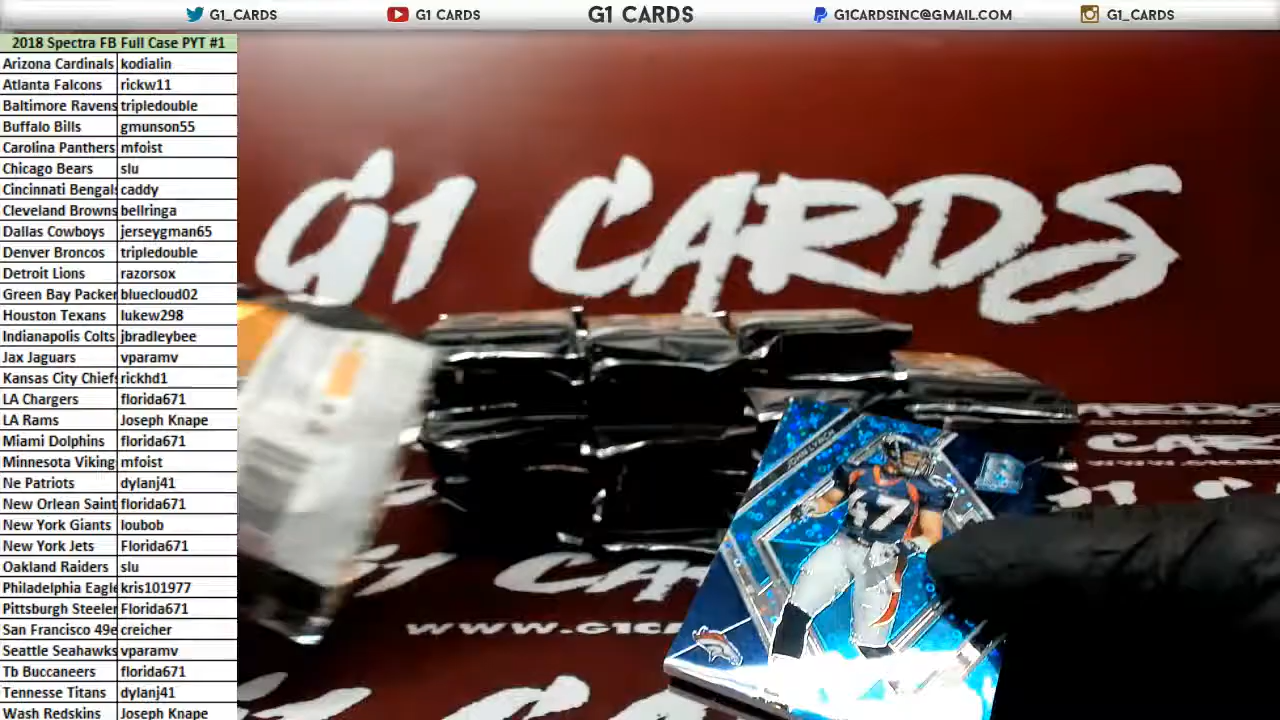 G1_CARDS
G1 CARDS
G1 CARDS
G1CARDSINC@GMAIL.COM
G1_CARDS
2018 Spectra FB Full Case PYT #1
Arizona Cardinals kodialin
Atlanta Falcons rickw11
Baltimore Ravens tripledouble
Buffalo Bills gmunson55
Carolina Panthers mfoist
Chicago Bears slu
Cincinnati Bengals caddy
Cleveland Browns bellringa
Dallas Cowboys jerseygman65
Denver Broncos tripledouble
Detroit Lions razorsox
Green Bay Packer bluecloud02
Houston Texans lukew298
Indianapolis Colts jbradleybee
Jax Jaguars vparamv
Kansas City Chiefs rickhd1
LA Chargers florida671
LA Rams Joseph Knape
Miami Dolphins florida671
Minnesota Viking mfoist
Ne Patriots dylanj41
New Orlean Saint florida671
New York Giants loubob
New York Jets Florida671
Oakland Raiders slu
Philadelphia Eagle kris101977
Pittsburgh Steeler Florida671
San Francisco 49e creicher
Seattle Seahawks vparamv
Tb Buccaneers florida671
Tennesse Titans dylanj41
Wash Redskins Joseph Knape
G1 CARDS
JOHN LYNCH
47
WWW.G1CA